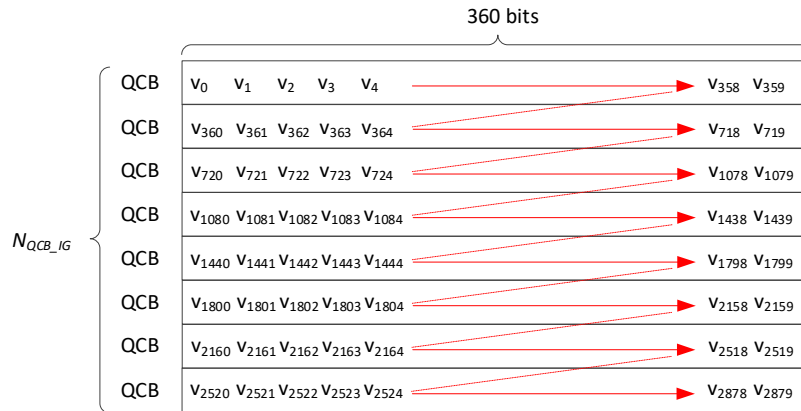 360 bits
QCB v0 v1 v2 v3 v4 v358 v359
QCB v360 v361 v362 v363 v364 v718 v719
QCB v720 v721 v722 v723 v724 v1078 v1079
QCB v1080 v1081 v1082 v1083 v1084 v1438 v1439
NQCB_IG
QCB v1440 v1441 v1442 v1443 v1444 v1798 v1799
QCB v1800 v1801 v1802 v1803 v1804 v2158 v2159
QCB v2160 v2161 v2162 v2163 v2164 v2518 v2519
QCB v2520 v2521 v2522 v2523 v2524 v2878 v2879